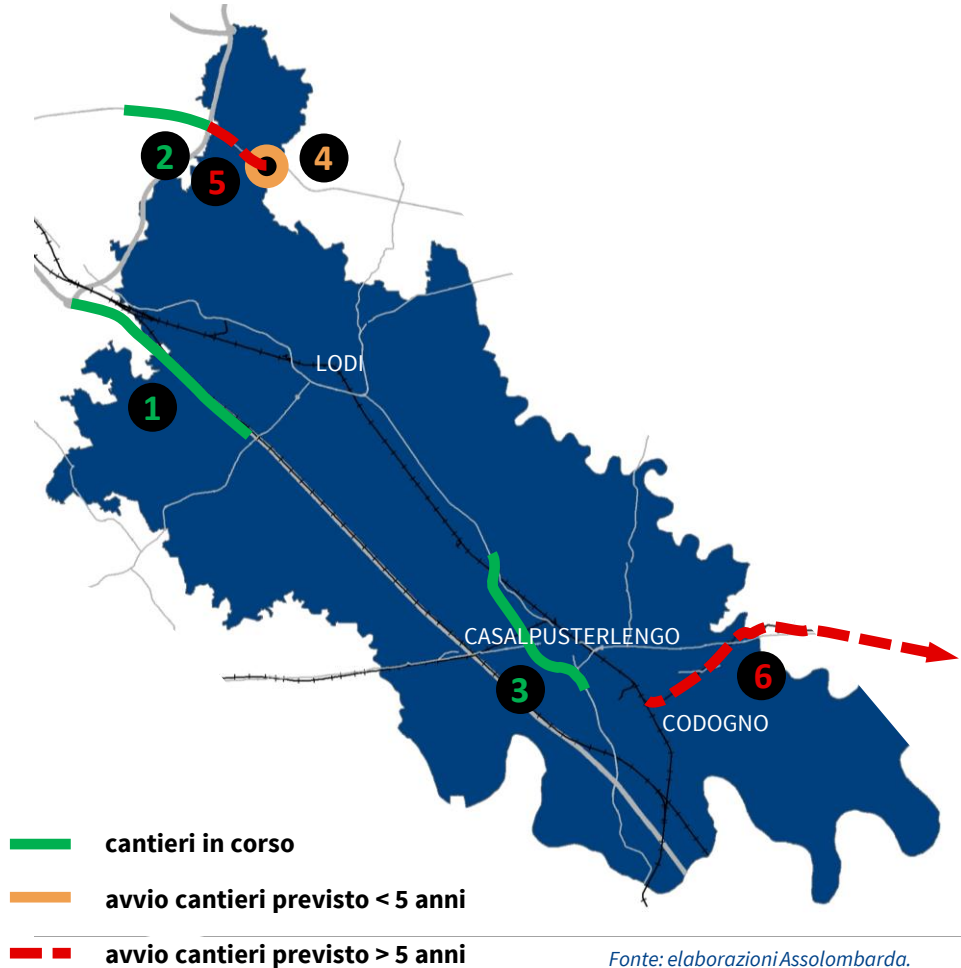 2
5
4
LODI
1
CASALPUSTERLENGO
3
6
CODOGNO
cantieri in corso
avvio cantieri previsto < 5 anni
avvio cantieri previsto > 5 anni
Fonte: elaborazioni Assolombarda.